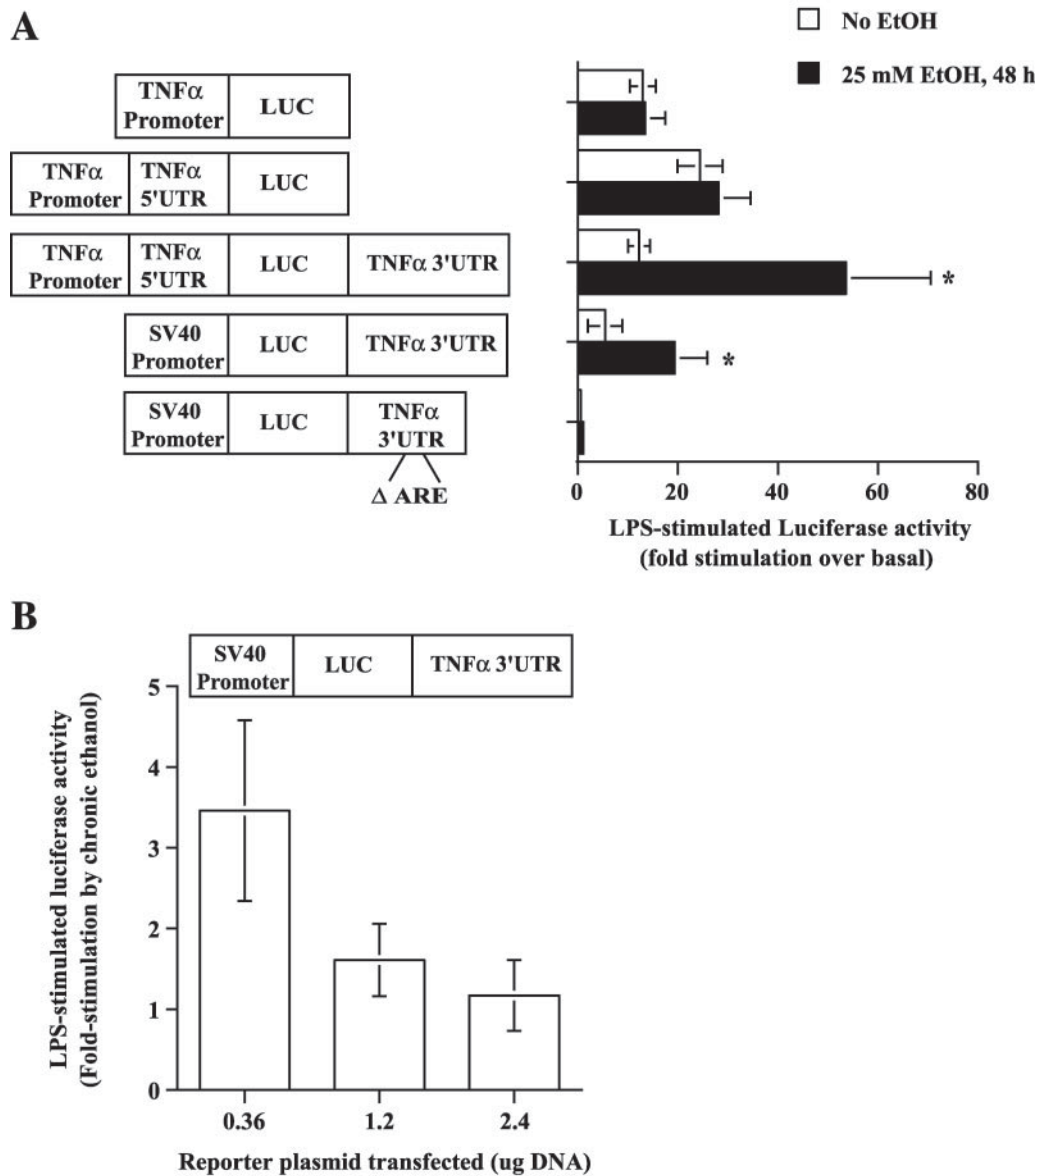 A
No EtOH
25 mM EtOH, 48 h
TNFα
Promoter
LUC
TNFα
Promoter
TNFα
5'UTR
LUC
TNFα
Promoter
TNFα
5'UTR
LUC
TNFα 3'UTR
*
SV40
Promoter
LUC
TNFα 3'UTR
*
SV40
Promoter
LUC
TNFα
3'UTR
Δ ARE
0 20 40 60 80
LPS-stimulated Luciferase activity
(fold stimulation over basal)
B
SV40
Promoter
LUC
TNFα 3'UTR
LPS-stimulated luciferase activity
(Fold-stimulation by chronic ethanol)
5
4
3
2
1
0
0.36 1.2 2.4
Reporter plasmid transfected (ug DNA)